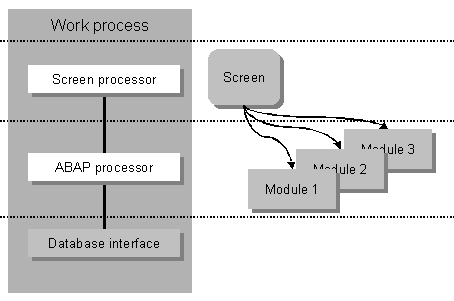 Work process
Screen processor
Screen
ABAP processor
Module 3
Module 2
Module 1
Database interface